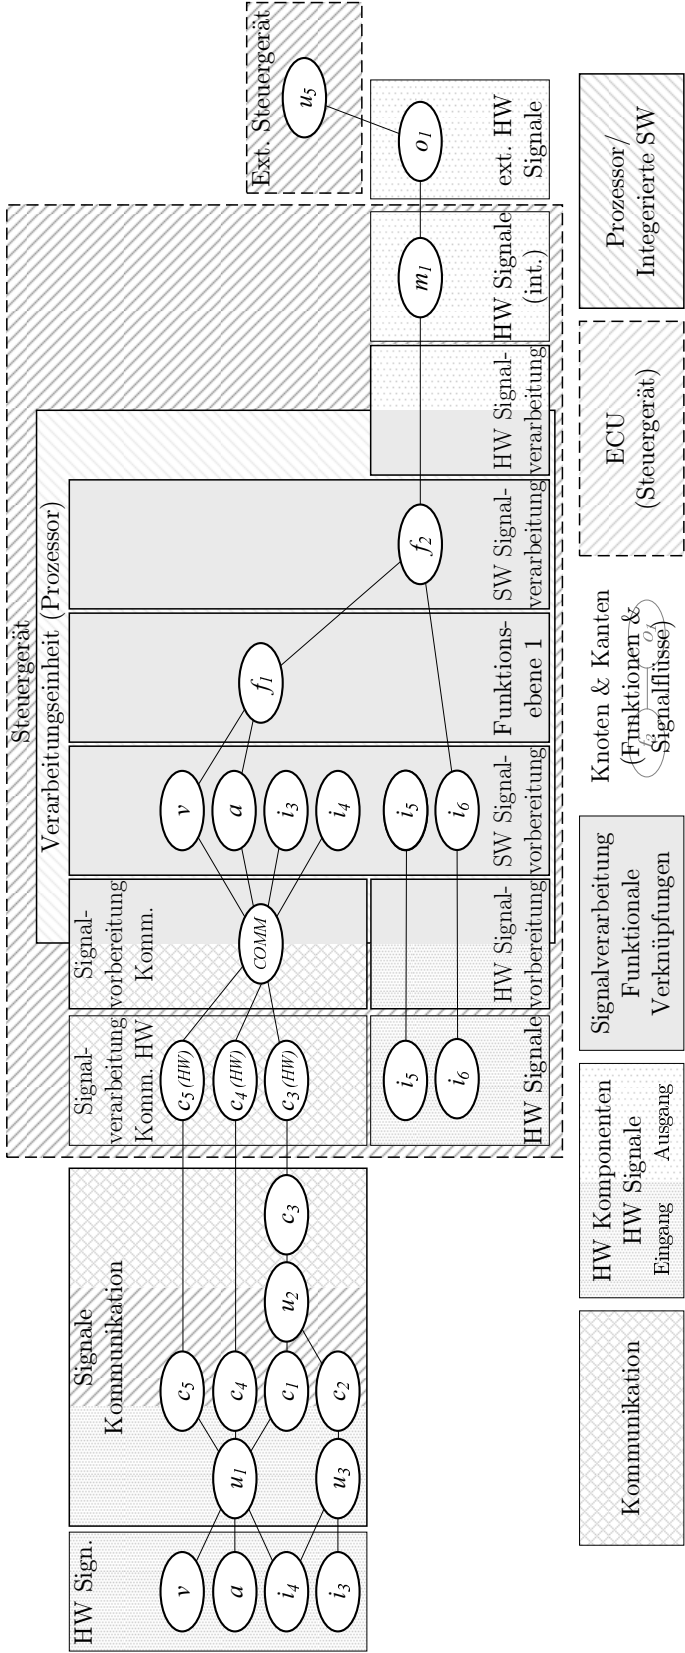 Steuergerät
Verarbeitungseinheit (Prozessor)
Ext. Steuergerät
u5
HW Sign.
v
a
i4
i3
Signale
Kommunikation
u1
u3
c5
c4
c1
c2
u2
c3
Signal-
verarbeitung
Komm. HW
c5 (HW)
c4 (HW)
c3 (HW)
Signal-
vorbereitung
Komm.
COMM
HW Signale
i5
i6
HW Signal-
vorbereitung
v
a
i3
i4
i5
i6
SW Signal-
vorbereitung
f1
Funktions-
ebene 1
f2
SW Signal-
verarbeitung
HW Signal-
verarbeitung
m1
HW Signale
(int.)
o1
ext. HW
Signale
Kommunikation
HW Komponenten
HW Signale
Eingang
Ausgang
Signalverarbeitung
Funktionale
Verknüpfungen
Knoten & Kanten
(Funktionen &
Signalflüsse)
o1
ECU
(Steuergerät)
Prozessor/
Integerierte SW